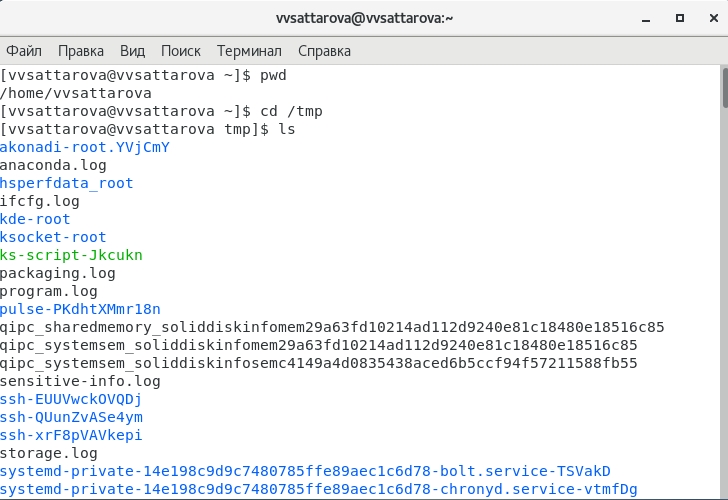 vvsattarova@vvsattarova:~
Файл Правка Вид Поиск Терминал Справка
[vvsattarova@vvsattarova ~]$ pwd
/home/vvsattarova
[vvsattarova@vvsattarova ~]$ cd /tmp
[vvsattarova@vvsattarova tmp]$ ls
akonadi-root.YVjCmY
anaconda.log
hsperfdata_root
ifcfg.log
kde-root
ksocket-root
ks-script-Jkcukn
packaging.log
program.log
pulse-PKdhtXMmr18n
qipc_sharedmemory_soliddiskinfomem29a63fd10214ad112d9240e81c18480e18516c85
qipc_systemsem_soliddiskinfomem29a63fd10214ad112d9240e81c18480e18516c85
qipc_systemsem_soliddiskinfosemc4149a4d0835438aced6b5ccf94f57211588fb55
sensitive-info.log
ssh-EUUVwckOVQDj
ssh-QUunZvASe4ym
ssh-xrF8pVAVkepi
storage.log
systemd-private-14e198c9d9c7480785ffe89aec1c6d78-bolt.service-TSVakD
systemd-private-14e198c9d9c7480785ffe89aec1c6d78-chronyd.service-vtmfDg